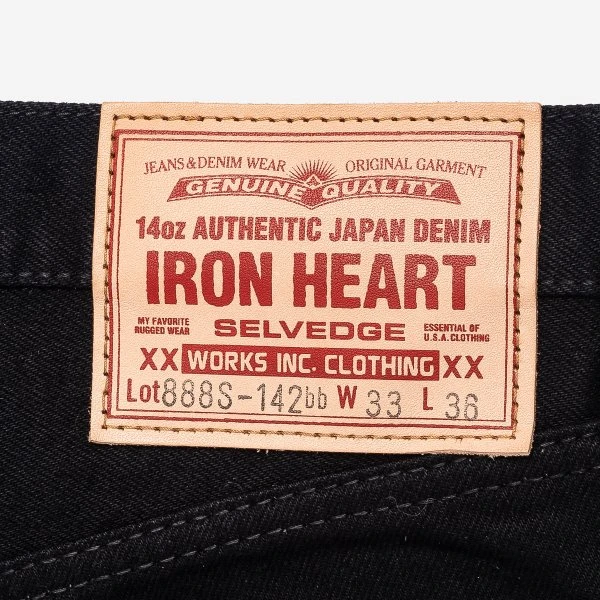 JEANS & DENIM WEAR ORIGINAL GARMENT
GENUINE QUALITY
14oz AUTHENTIC JAPAN DENIM
IRON HEART
MY FAVORITE RUGGED WEAR
SELVEDGE
ESSENTIAL OF U.S.A. CLOTHING
XX WORKS INC. CLOTHING XX
Lot 888S-142bb W 33 L 36